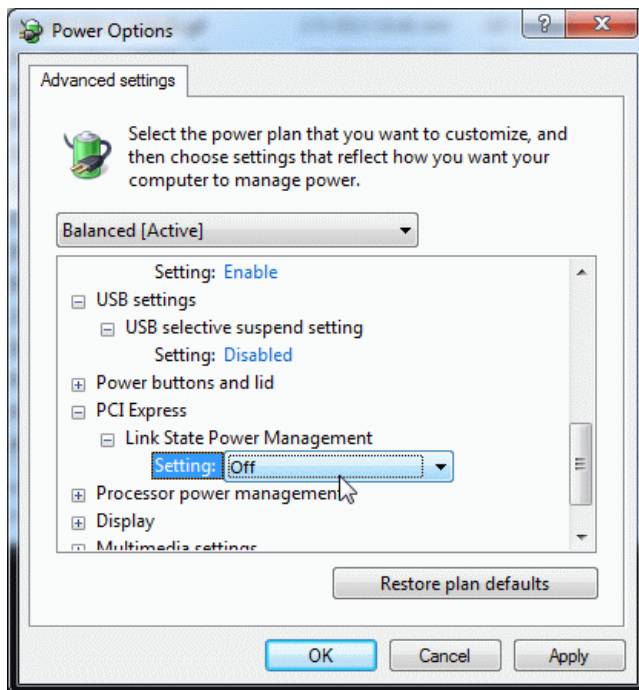 Power Options
Advanced settings
Select the power plan that you want to customize, and
then choose settings that reflect how you want your
computer to manage power.
Balanced [Active]
Setting: Enable
USB settings
USB selective suspend setting
Setting: Disabled
Power buttons and lid
PCI Express
Link State Power Management
Setting: Off
Processor power management
Display
Multimedia settings
Restore plan defaults
OK Cancel Apply